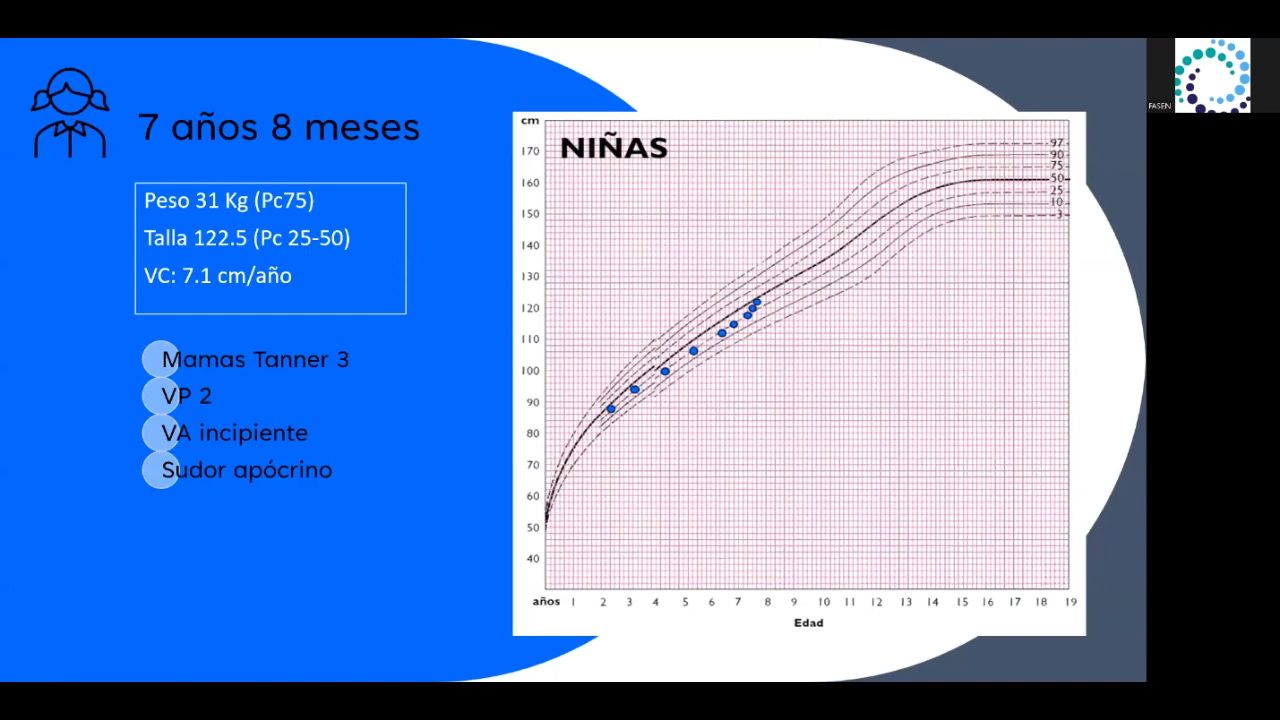 7 años 8 meses
Peso 31 Kg (Pc75)
Talla 122.5 (Pc 25-50)
VC: 7.1 cm/año
Mamas Tanner 3
VP 2
VA incipiente
Sudor apócrino
cm
NIÑAS
170
160
150
140
130
120
110
100
90
80
70
60
50
40
97
90
75
50
25
10
3
años 1 2 3 4 5 6 7 8 9 10 11 12 13 14 15 16 17 18 19
Edad
FASEN